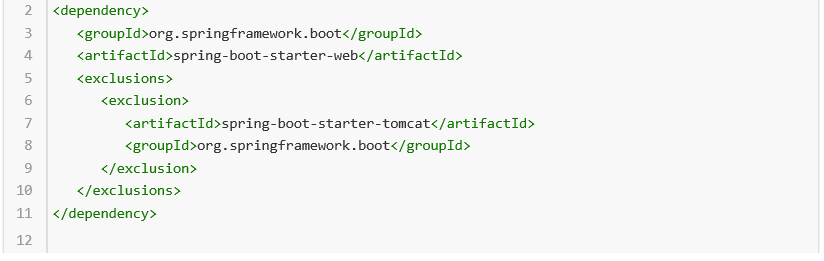 2 <dependency>
3 <groupId>org.springframework.boot</groupId>
4 <artifactId>spring-boot-starter-web</artifactId>
5 <exclusions>
6 <exclusion>
7 <artifactId>spring-boot-starter-tomcat</artifactId>
8 <groupId>org.springframework.boot</groupId>
9 </exclusion>
10 </exclusions>
11 </dependency>
12